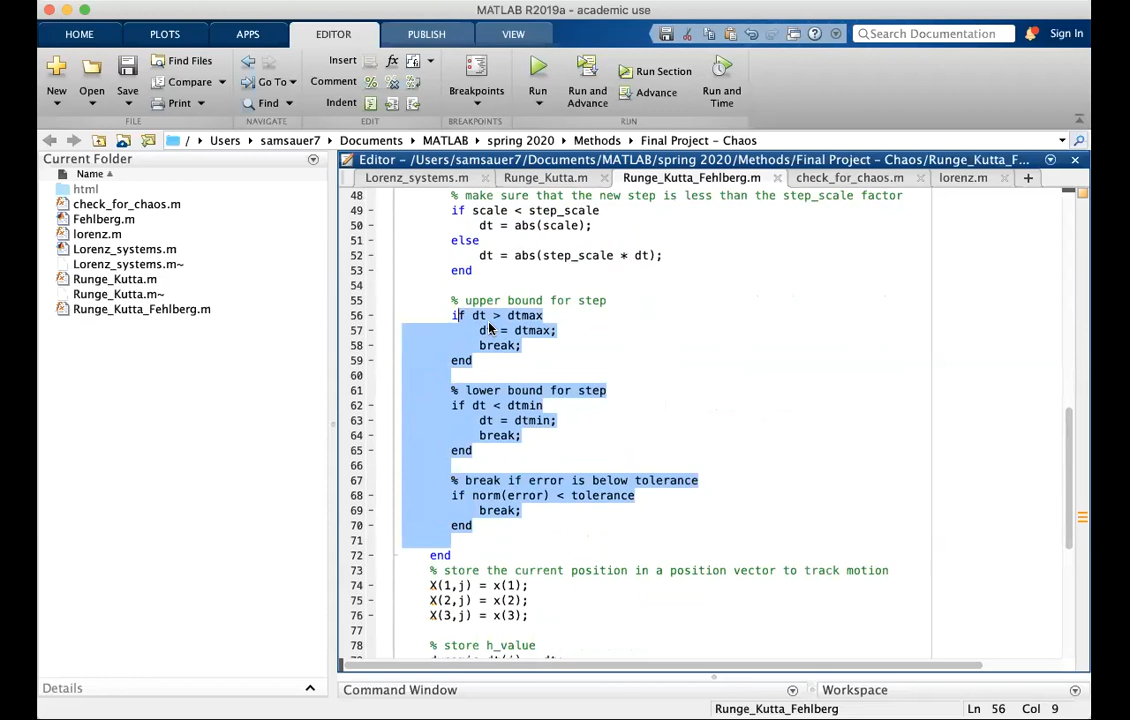 MATLAB R2019a - academic use
HOME PLOTS APPS EDITOR PUBLISH VIEW Search Documentation Sign In
New Open Save Find Files Compare Print Go To Find Insert fx Comment Indent Breakpoints Run Run and Advance Run Section Advance Run and Time
FILE NAVIGATE EDIT BREAKPOINTS RUN
/ Users samsauer7 Documents MATLAB spring 2020 Methods Final Project - Chaos
Current Folder
Editor - /Users/samsauer7/Documents/MATLAB/spring 2020/Methods/Final Project - Chaos/Runge_Kutta_F...
Name
Lorenz_systems.m Runge_Kutta.m Runge_Kutta_Fehlberg.m check_for_chaos.m lorenz.m
html
check_for_chaos.m
Fehlberg.m
lorenz.m
Lorenz_systems.m
Lorenz_systems.m~
Runge_Kutta.m
Runge_Kutta.m~
Runge_Kutta_Fehlberg.m
48 % make sure that the new step is less than the step_scale factor
49 if scale < step_scale
50 dt = abs(scale);
51 else
52 dt = abs(step_scale * dt);
53 end
54
55 % upper bound for step
56 if dt > dtmax
57 dt = dtmax;
58 break;
59 end
60
61 % lower bound for step
62 if dt < dtmin
63 dt = dtmin;
64 break;
65 end
66
67 % break if error is below tolerance
68 if norm(error) < tolerance
69 break;
70 end
71
72 end
73 % store the current position in a position vector to track motion
74 X(1,j) = x(1);
75 X(2,j) = x(2);
76 X(3,j) = x(3);
77
78 % store h_value
Details
Command Window
Workspace
Runge_Kutta_Fehlberg
Ln 56 Col 9